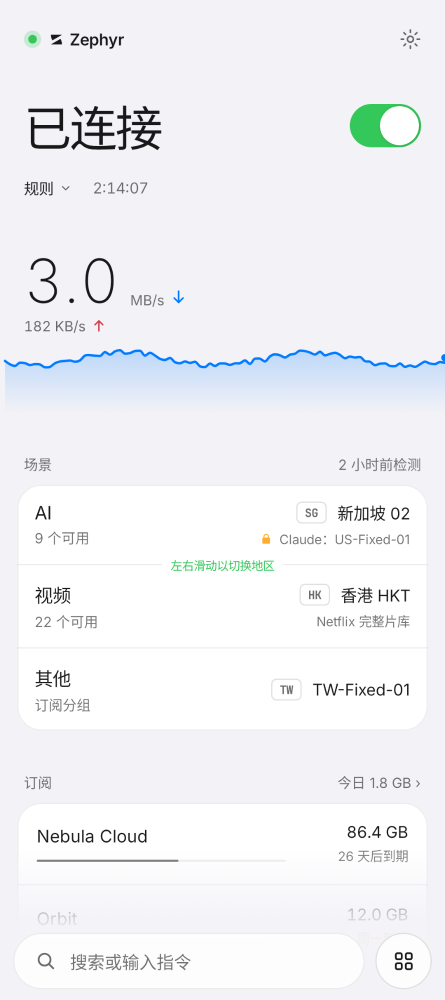 Zephyr
已连接
规则 2:14:07
3.0 MB/s ↓
182 KB/s ↑
场景 2 小时前检测
AI SG 新加坡 02
9 个可用 Claude：US-Fixed-01
左右滑动以切换地区
视频 HK 香港 HKT
22 个可用 Netflix 完整片库
其他 TW TW-Fixed-01
订阅分组
订阅 今日 1.8 GB ›
Nebula Cloud 86.4 GB
26 天后到期
Orbit 12.0 GB
搜索或输入指令